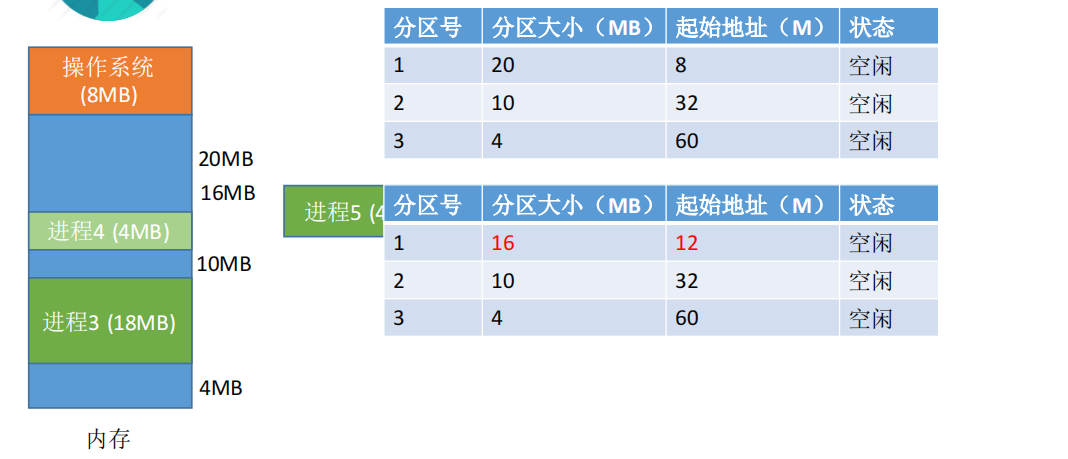 操作系统
(8MB)
20MB
16MB
进程4 (4MB)
10MB
进程3 (18MB)
4MB
内存
进程5 (4
分区号 分区大小（MB） 起始地址（M） 状态
1 20 8 空闲
2 10 32 空闲
3 4 60 空闲
分区号 分区大小（MB） 起始地址（M） 状态
1 16 12 空闲
2 10 32 空闲
3 4 60 空闲